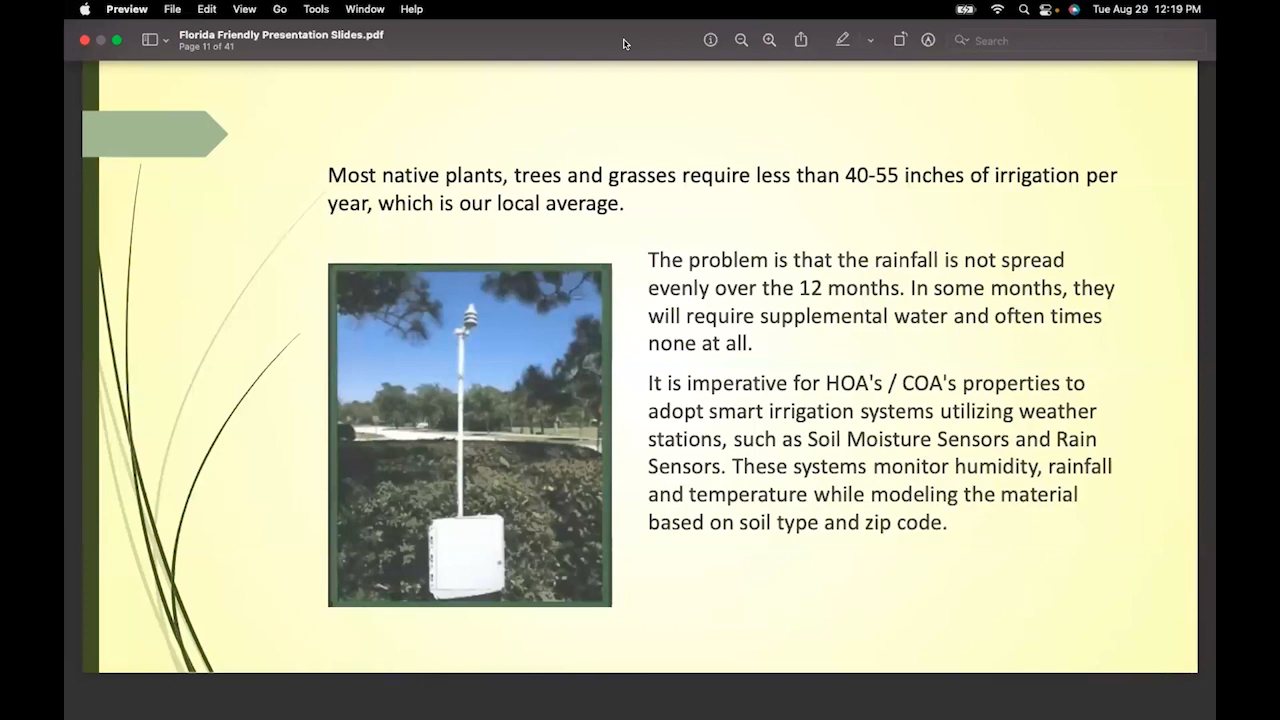 Preview File Edit View Go Tools Window Help Tue Aug 29 12:19 PM
Florida Friendly Presentation Slides.pdf
Page 11 of 41
Search
Most native plants, trees and grasses require less than 40-55 inches of irrigation per
year, which is our local average.
The problem is that the rainfall is not spread
evenly over the 12 months. In some months, they
will require supplemental water and often times
none at all.
It is imperative for HOA's / COA's properties to
adopt smart irrigation systems utilizing weather
stations, such as Soil Moisture Sensors and Rain
Sensors. These systems monitor humidity, rainfall
and temperature while modeling the material
based on soil type and zip code.